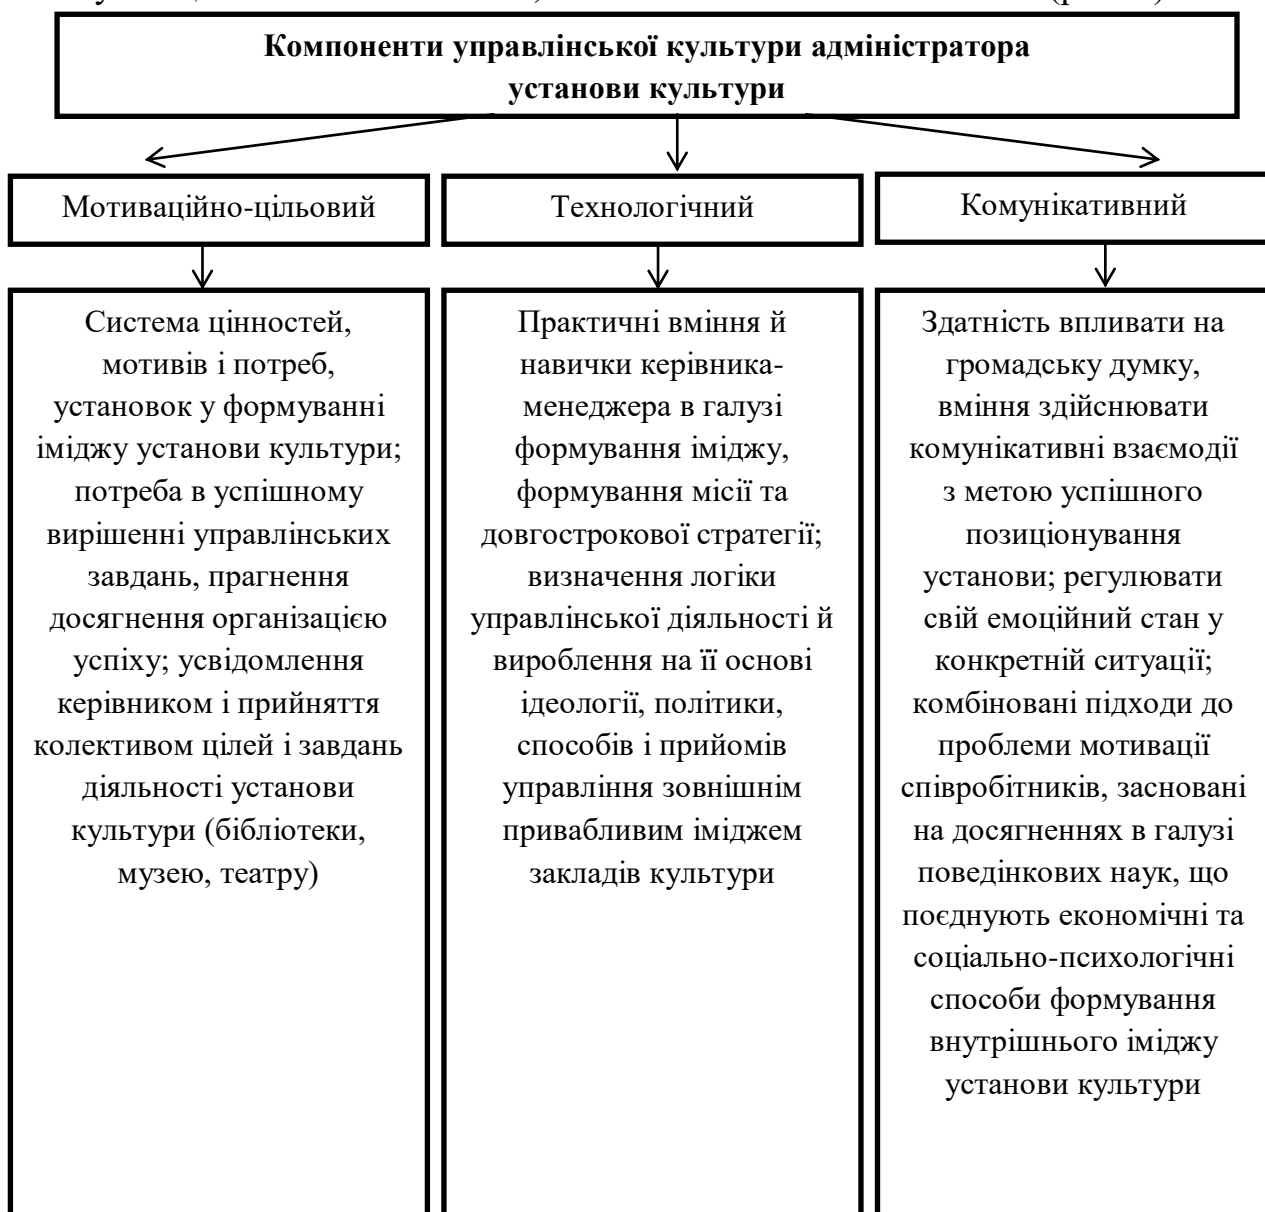 Компоненти управлінської культури адміністратора
установи культури
Мотиваційно-цільовий
Технологічний
Комунікативний
Система цінностей,
мотивів і потреб,
установок у формуванні
іміджу установи культури;
потреба в успішному
вирішенні управлінських
завдань, прагнення
досягнення організацією
успіху; усвідомлення
керівником і прийняття
колективом цілей і завдань
діяльності установи
культури (бібліотеки,
музею, театру)
Практичні вміння й
навички керівника-
менеджера в галузі
формування іміджу,
формування місії та
довгострокової стратегії;
визначення логіки
управлінської діяльності й
вироблення на її основі
ідеології, політики,
способів і прийомів
управління зовнішнім
привабливим іміджем
закладів культури
Здатність впливати на
громадську думку,
вміння здійснювати
комунікативні взаємодії
з метою успішного
позиціонування
установи; регулювати
свій емоційний стан у
конкретній ситуації;
комбіновані підходи до
проблеми мотивації
співробітників, засновані
на досягненнях в галузі
поведінкових наук, що
поєднують економічні та
соціально-психологічні
способи формування
внутрішнього іміджу
установи культури